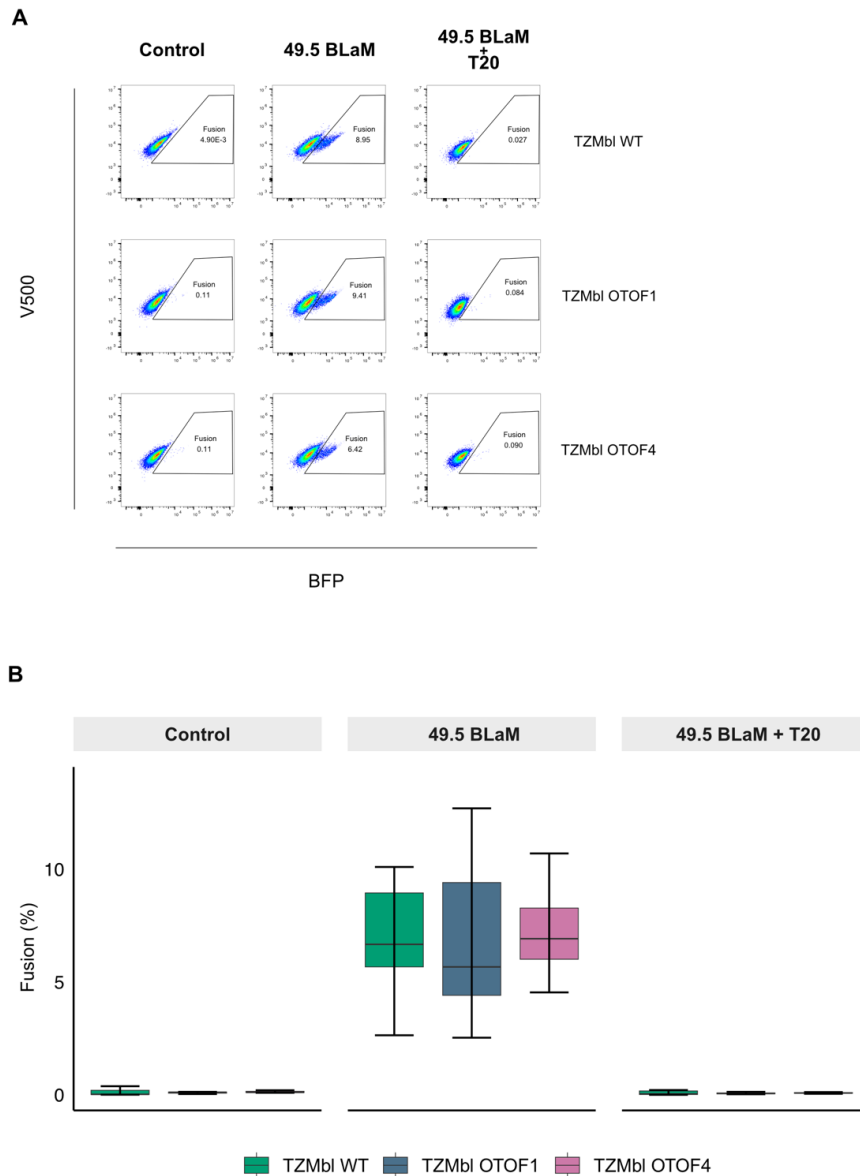 A
Control
49.5 BLaM
49.5 BLaM
+
T20
Fusion
4.90E-3
Fusion
8.95
Fusion
0.027
TZMbl WT
Fusion
0.11
Fusion
9.41
Fusion
0.084
TZMbl OTOF1
Fusion
0.11
Fusion
6.42
Fusion
0.090
TZMbl OTOF4
V500
BFP
B
Control
49.5 BLaM
49.5 BLaM + T20
Fusion (%)
10
5
0
TZMbl WT
TZMbl OTOF1
TZMbl OTOF4